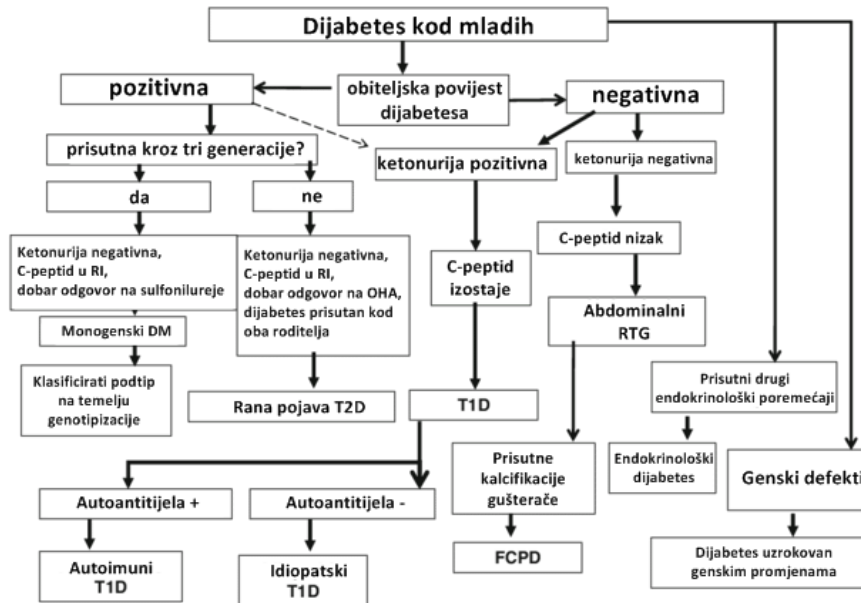 Dijabetes kod mladih
pozitivna
obiteljska povijest
dijabetesa
negativna
prisutna kroz tri generacije?
ketonurija pozitivna
ketonurija negativna
da
ne
C-peptid nizak
Ketonurija negativna,
C-peptid u RI,
dobar odgovor na sulfonilureje
Ketonurija negativna,
C-peptid u RI,
dobar odgovor na OHA,
dijabetes prisutan kod
oba roditelja
C-peptid
izostaje
Abdominalni
RTG
Monogenski DM
Klasificirati podtip
na temelju
genotipizacije
Rana pojava T2D
T1D
Prisutni drugi
endokrinološki poremećaji
Prisutne
kalcifikacije
gušterače
Endokrinološki
dijabetes
Genski defekti
Autoantitijela +
Autoantitijela -
Autoimuni
T1D
Idiopatski
T1D
FCPD
Dijabetes uzrokovan
genskim promjenama